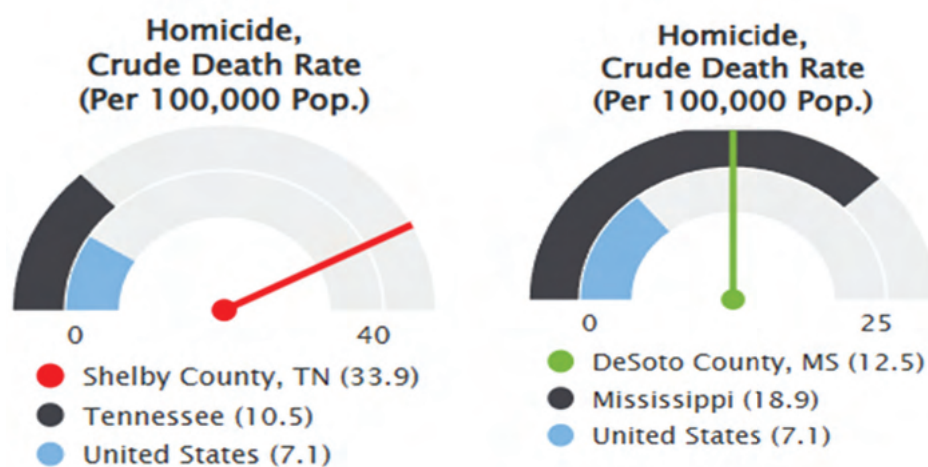 Homicide,
Crude Death Rate
(Per 100,000 Pop.)
0
40
Shelby County, TN (33.9)
Tennessee (10.5)
United States (7.1)
Homicide,
Crude Death Rate
(Per 100,000 Pop.)
0
25
DeSoto County, MS (12.5)
Mississippi (18.9)
United States (7.1)